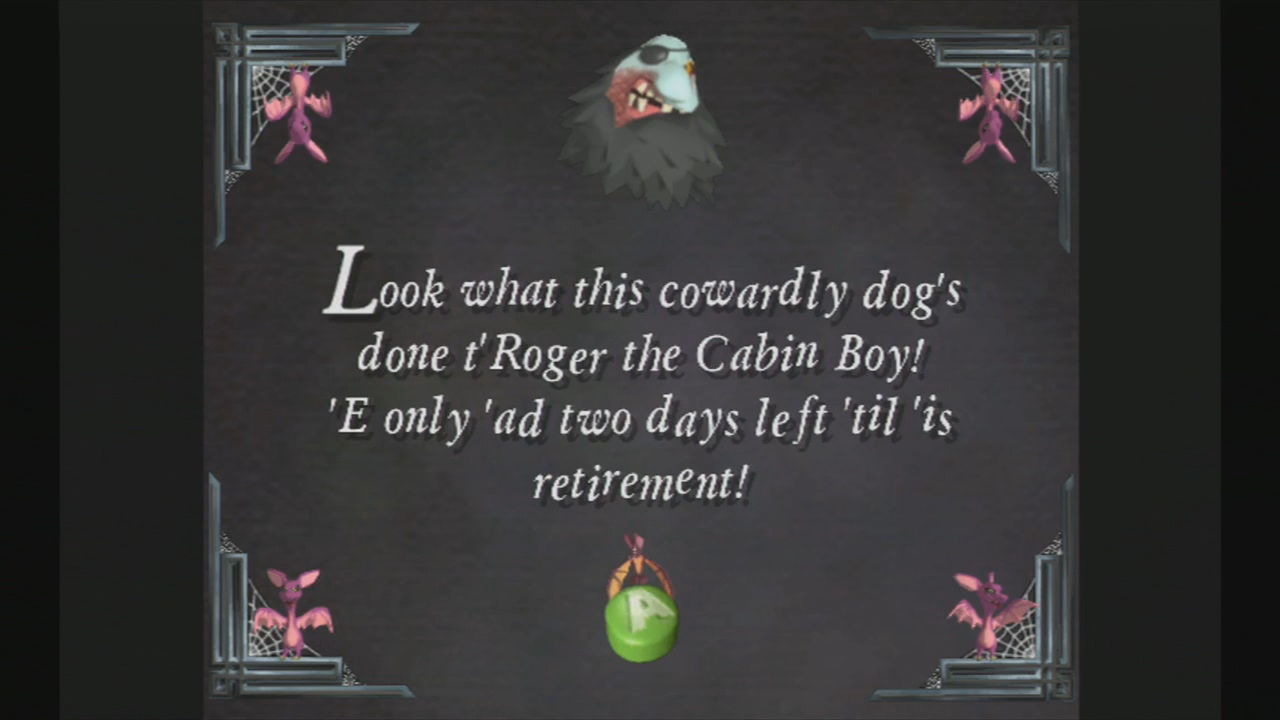 Look what this cowardly dog's
done t'Roger the Cabin Boy!
'E only 'ad two days left 'til 'is
retirement!
A